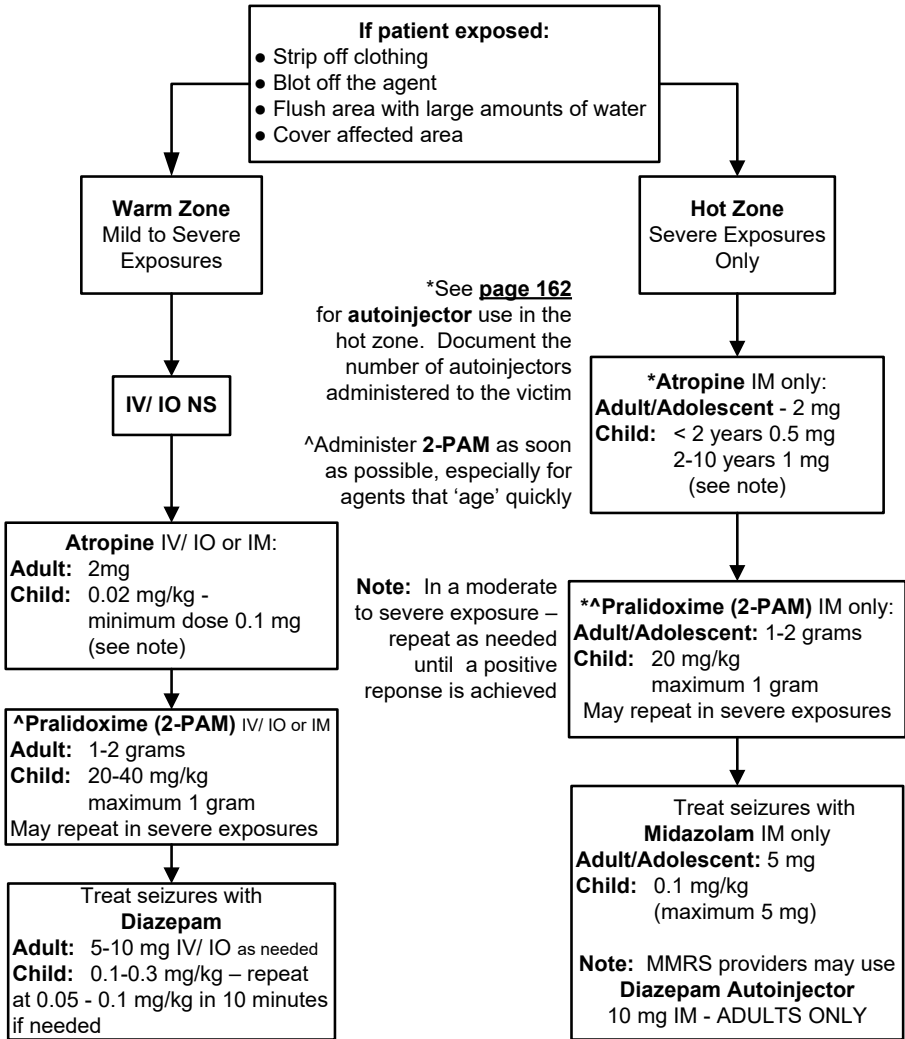 If patient exposed:
● Strip off clothing
● Blot off the agent
● Flush area with large amounts of water
● Cover affected area
Warm Zone
Mild to Severe
Exposures
IV/ IO NS
Atropine IV/ IO or IM:
Adult: 2mg
Child: 0.02 mg/kg -
minimum dose 0.1 mg
(see note)
^Pralidoxime (2-PAM) IV/ IO or IM
Adult: 1-2 grams
Child: 20-40 mg/kg
maximum 1 gram
May repeat in severe exposures
Treat seizures with
Diazepam
Adult: 5-10 mg IV/ IO as needed
Child: 0.1-0.3 mg/kg – repeat
at 0.05 - 0.1 mg/kg in 10 minutes
if needed
*See page 162
for autoinjector use in the
hot zone. Document the
number of autoinjectors
administered to the victim
^Administer 2-PAM as soon
as possible, especially for
agents that ‘age’ quickly
Note: In a moderate
to severe exposure –
repeat as needed
until a positive
reponse is achieved
Hot Zone
Severe Exposures
Only
*Atropine IM only:
Adult/Adolescent - 2 mg
Child: < 2 years 0.5 mg
2-10 years 1 mg
(see note)
*^Pralidoxime (2-PAM) IM only:
Adult/Adolescent: 1-2 grams
Child: 20 mg/kg
maximum 1 gram
May repeat in severe exposures
Treat seizures with
Midazolam IM only
Adult/Adolescent: 5 mg
Child: 0.1 mg/kg
(maximum 5 mg)
Note: MMRS providers may use
Diazepam Autoinjector
10 mg IM - ADULTS ONLY